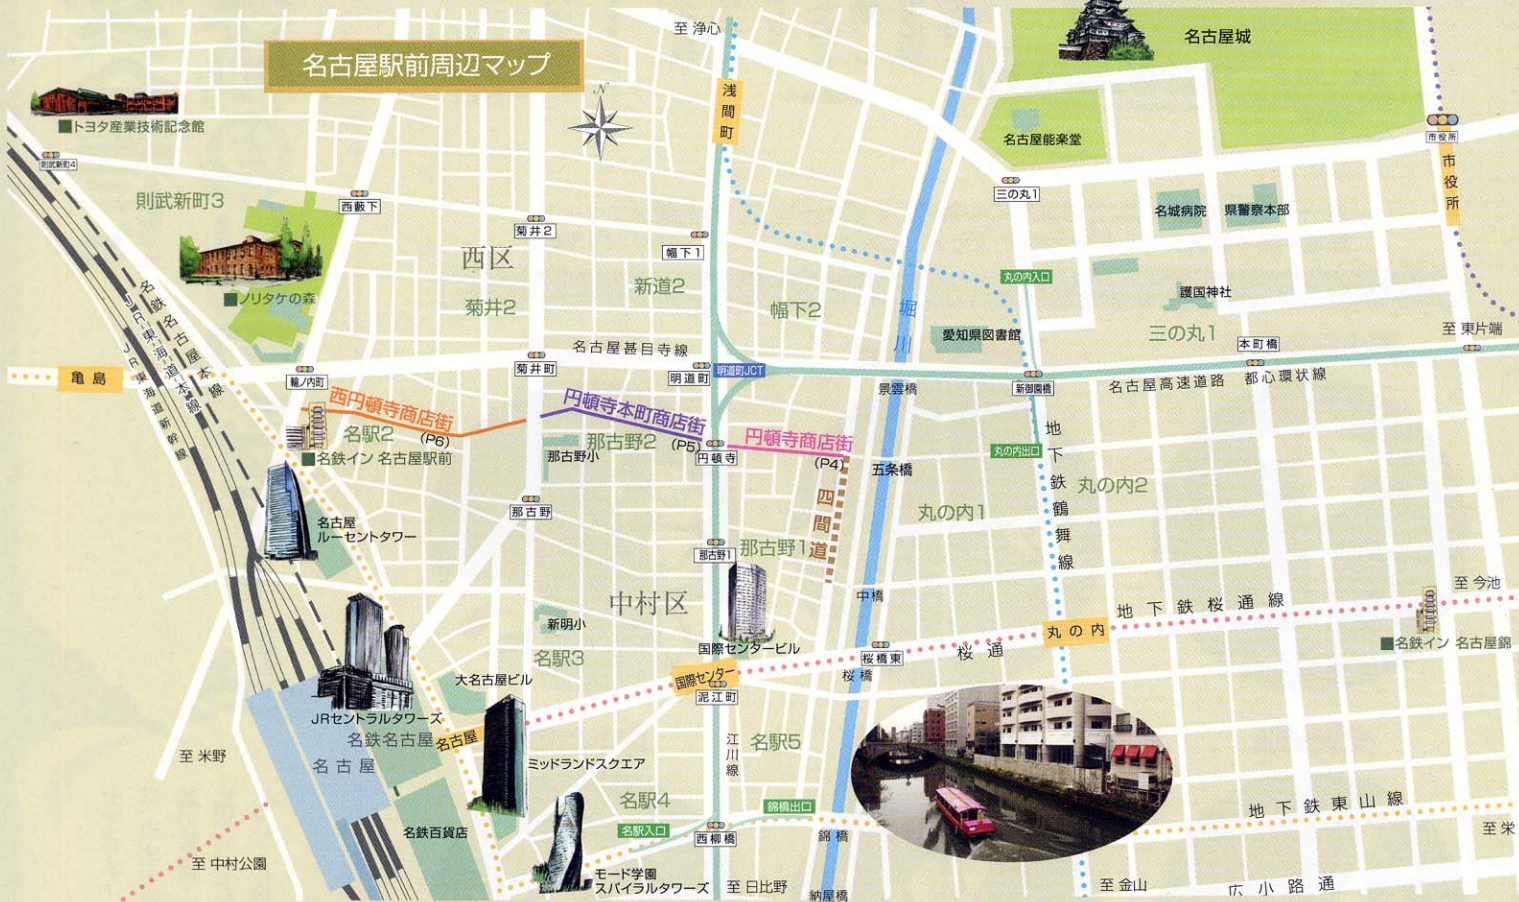 名古屋駅前周辺マップ
至 浄心
浅間町
名古屋城
N
■トヨタ産業技術記念館
則武新町4
則武新町3
西藪下
菊井2
西区
菊井2
幅下1
新道2
幅下2
堀川
名古屋能楽堂
三の丸1
市役所
市役所
名城病院
県警察本部
丸の内入口
護国神社
愛知県図書館
三の丸1
本町橋
至 東片端
■ノリタケの森
名鉄名古屋本線
JR東海道本線
JR東海道新幹線
亀島
輪ノ内町
名古屋甚目寺線
菊井町
明道町
明道町JCT
景雲橋
新御園橋
名古屋高速道路 都心環状線
西円頓寺商店街
(P6)
円頓寺本町商店街
(P5)
円頓寺商店街
(P4)
名駅2
■名鉄イン 名古屋駅前
那古野小
那古野2
円頓寺
五条橋
丸の内出口
地下鉄鶴舞線
丸の内2
丸の内1
四間道
那古野
名古屋
ルーセントタワー
那古野1
那古野1
中村区
中橋
新明小
名駅3
国際センタービル
国際センター
泥江町
桜橋東
桜橋
桜通
丸の内
地下鉄桜通線
至 今池
■名鉄イン 名古屋錦
大名古屋ビル
JRセントラルタワーズ
名鉄名古屋
名古屋
名古屋
至 米野
ミッドランドスクエア
江川線
名駅5
名駅4
名鉄百貨店
名駅入口
西柳橋
錦橋出口
錦橋
地下鉄東山線
至 栄
至 中村公園
モード学園
スパイラルタワーズ
至 日比野
納屋橋
至 金山
広小路通